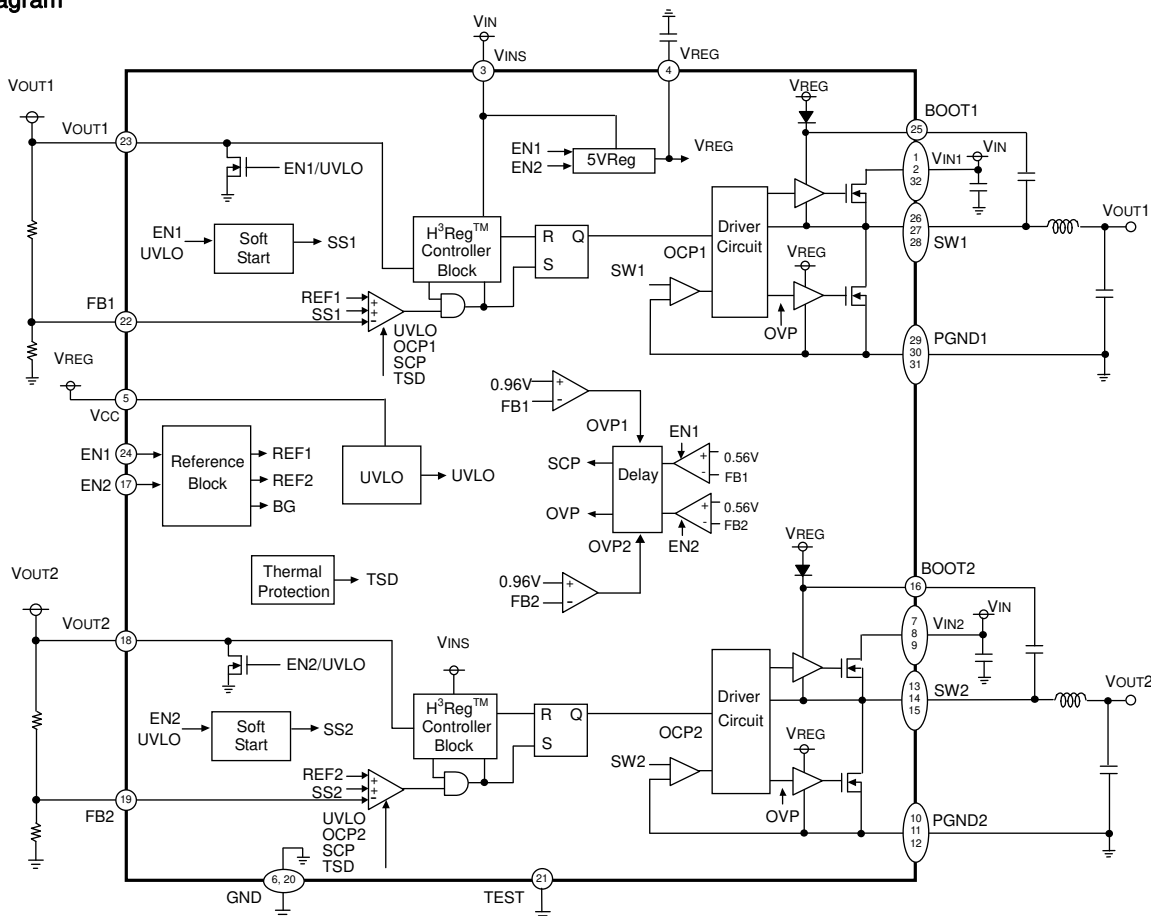 agram
VIN
VINS
3
VREG
4
VOUT1
VOUT1
23
EN1/UVLO
EN1
EN2
5VReg
VREG
VREG
BOOT1
25
VIN
VIN1
1
2
32
EN1
UVLO
Soft
Start
SS1
H³Reg™
Controller
Block
R
Q
S
OCP1
Driver
Circuit
SW1
VREG
OVP
26
27
28
SW1
VOUT1
FB1
22
REF1
SS1
+
+
-
UVLO
OCP1
SCP
TSD
PGND1
29
30
31
VREG
5
VCC
0.96V
FB1
+
-
OVP1
EN1
24
EN2
17
Reference
Block
REF1
REF2
BG
UVLO
UVLO
SCP
OVP
Delay
EN1
+
-
0.56V
FB1
+
-
0.56V
FB2
EN2
OVP2
Thermal
Protection
TSD
0.96V
FB2
+
-
VREG
BOOT2
16
VOUT2
VOUT2
18
EN2/UVLO
VINS
VIN
VIN2
7
8
9
EN2
UVLO
Soft
Start
SS2
H³Reg™
Controller
Block
R
Q
S
OCP2
Driver
Circuit
SW2
VREG
OVP
13
14
15
SW2
VOUT2
FB2
19
REF2
SS2
+
+
-
UVLO
OCP2
SCP
TSD
PGND2
10
11
12
6, 20
GND
TEST
21